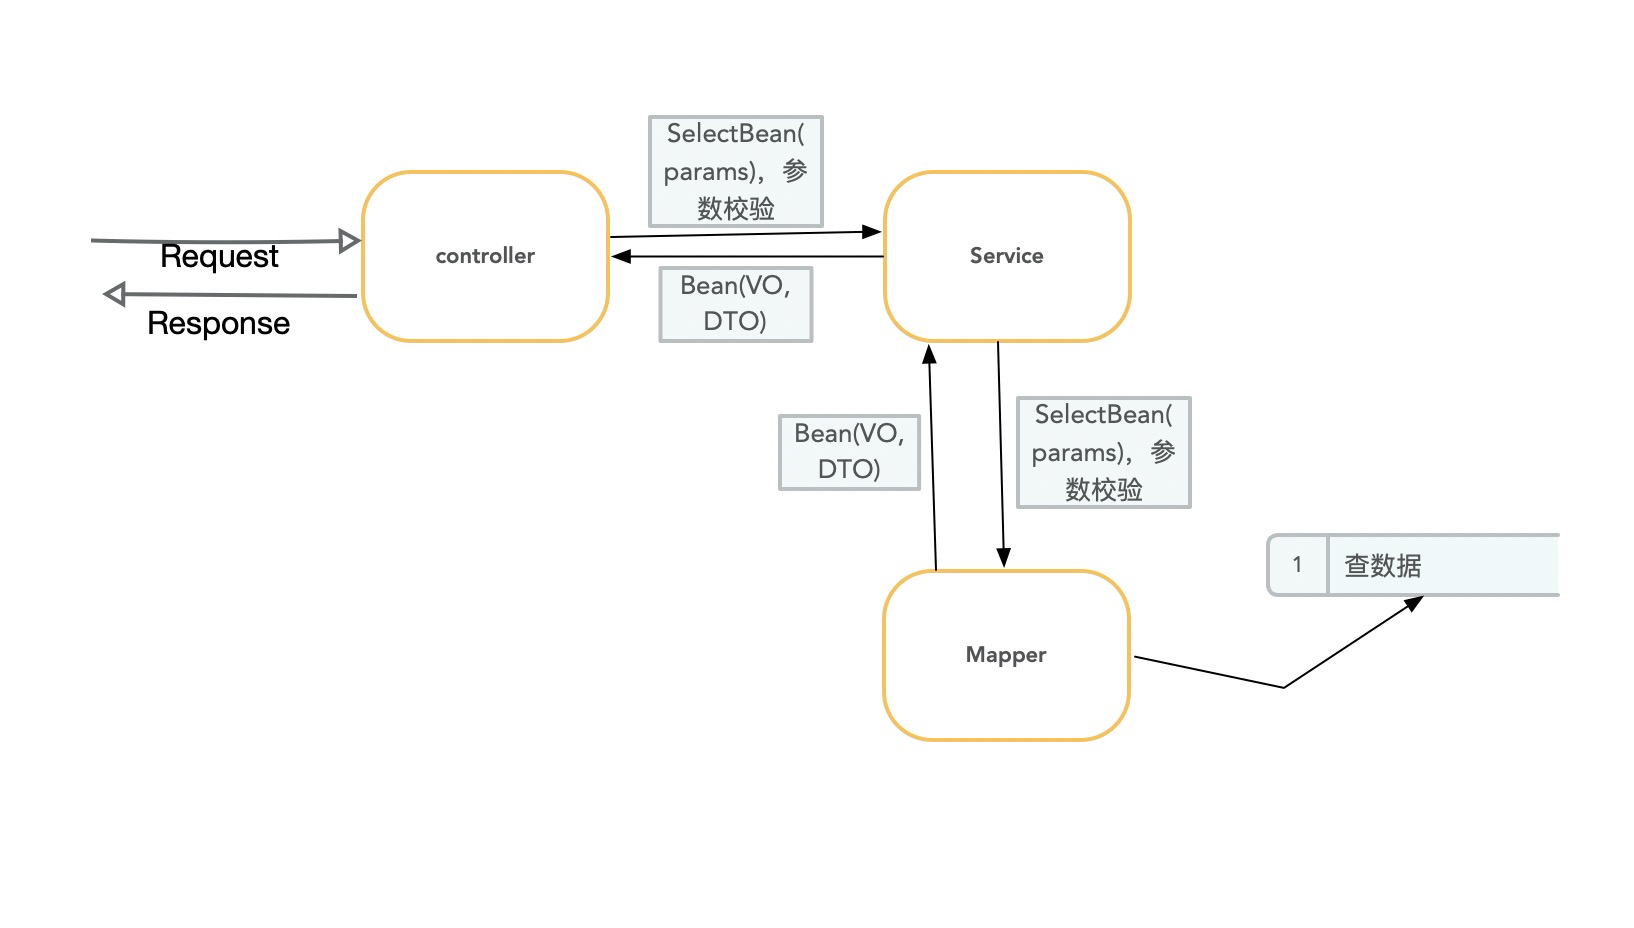 SelectBean(
params)，参
数校验
controller
Service
Request
Response
Bean(VO,
DTO)
Bean(VO,
DTO)
SelectBean(
params)，参
数校验
1 查数据
Mapper